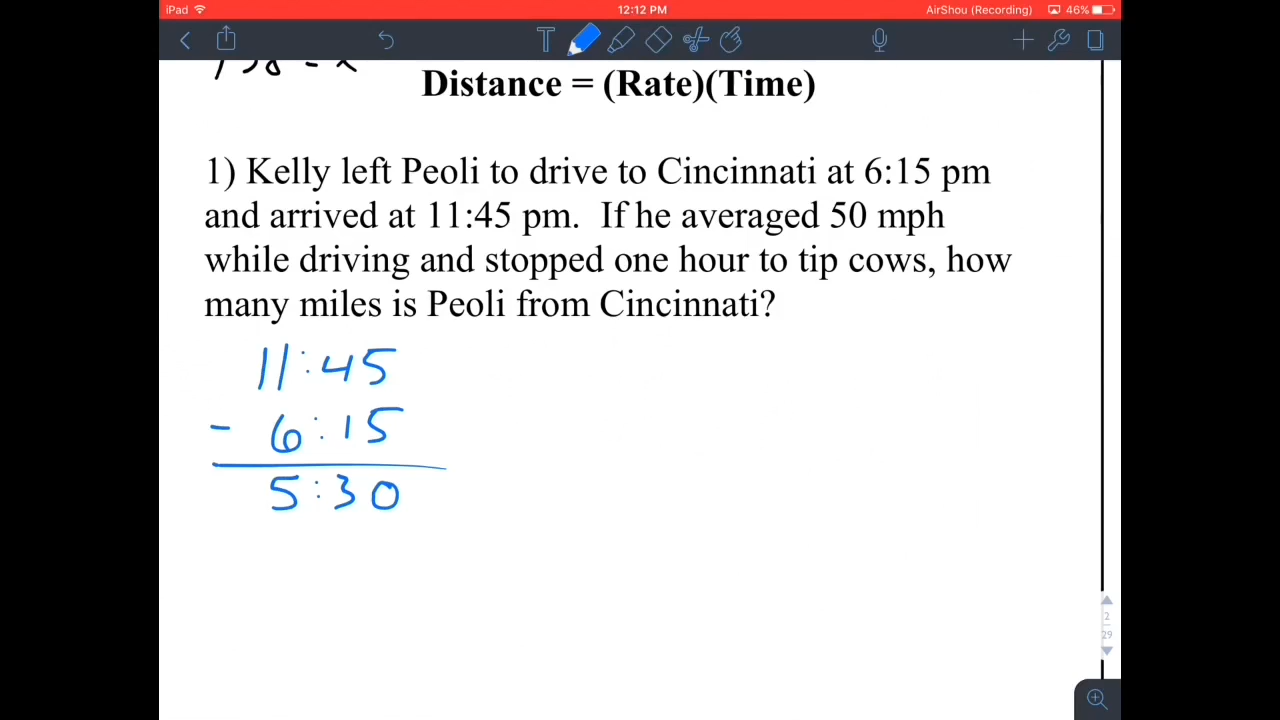 iPad 12:12 PM AirShou (Recording) 46%
Distance = (Rate)(Time)
1) Kelly left Peoli to drive to Cincinnati at 6:15 pm
and arrived at 11:45 pm. If he averaged 50 mph
while driving and stopped one hour to tip cows, how
many miles is Peoli from Cincinnati?
11:45
- 6:15
5:30
2
29